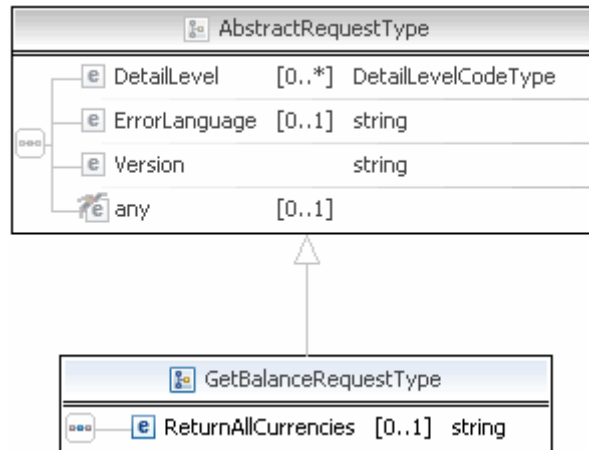 AbstractRequestType
e DetailLevel [0..*] DetailLevelCodeType
e ErrorLanguage [0..1] string
e Version string
e any [0..1]
GetBalanceRequestType
e ReturnAllCurrencies [0..1] string